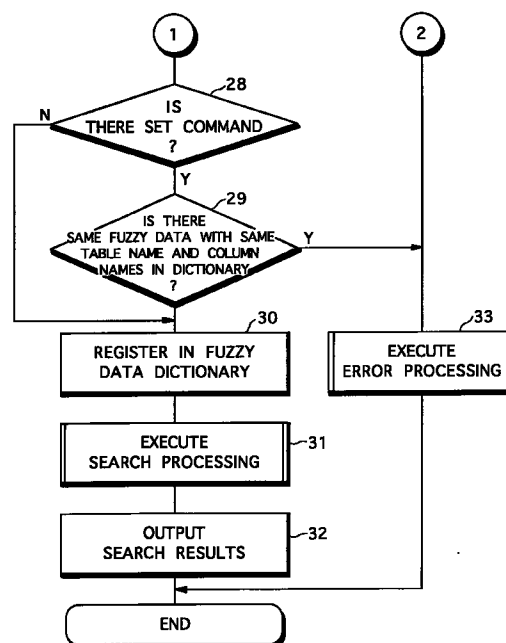 1
2
28
IS
THERE SET COMMAND
?
N
Y
29
IS THERE
SAME FUZZY DATA WITH SAME
TABLE NAME AND COLUMN
NAMES IN DICTIONARY
?
Y
30
REGISTER IN FUZZY
DATA DICTIONARY
33
EXECUTE
ERROR PROCESSING
EXECUTE
SEARCH PROCESSING
31
OUTPUT
SEARCH RESULTS
32
END